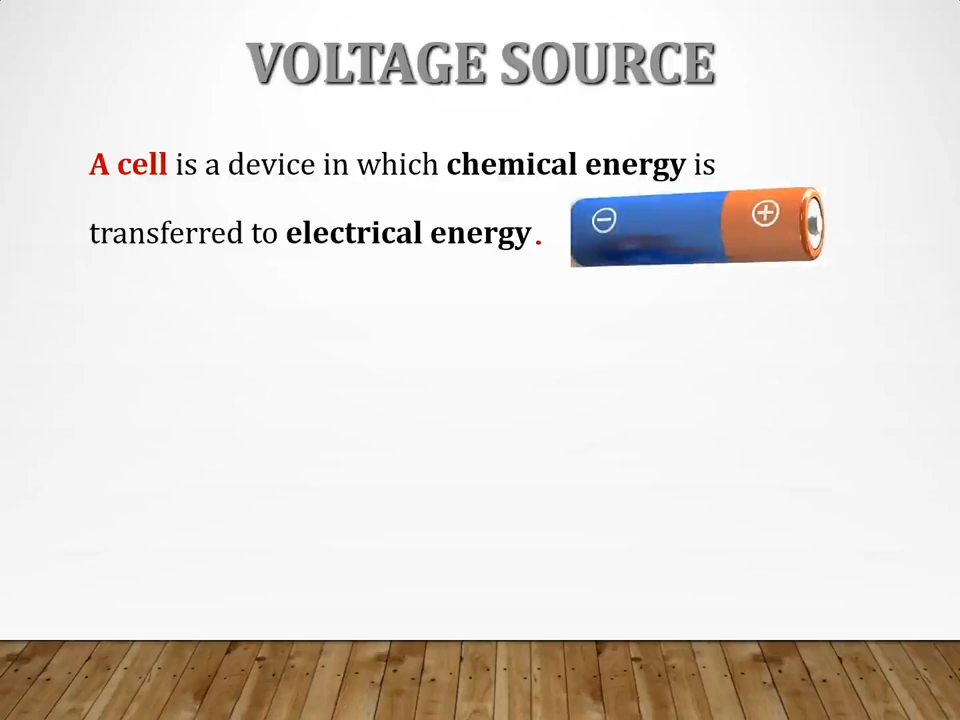 VOLTAGE SOURCE
A cell is a device in which chemical energy is
transferred to electrical energy.